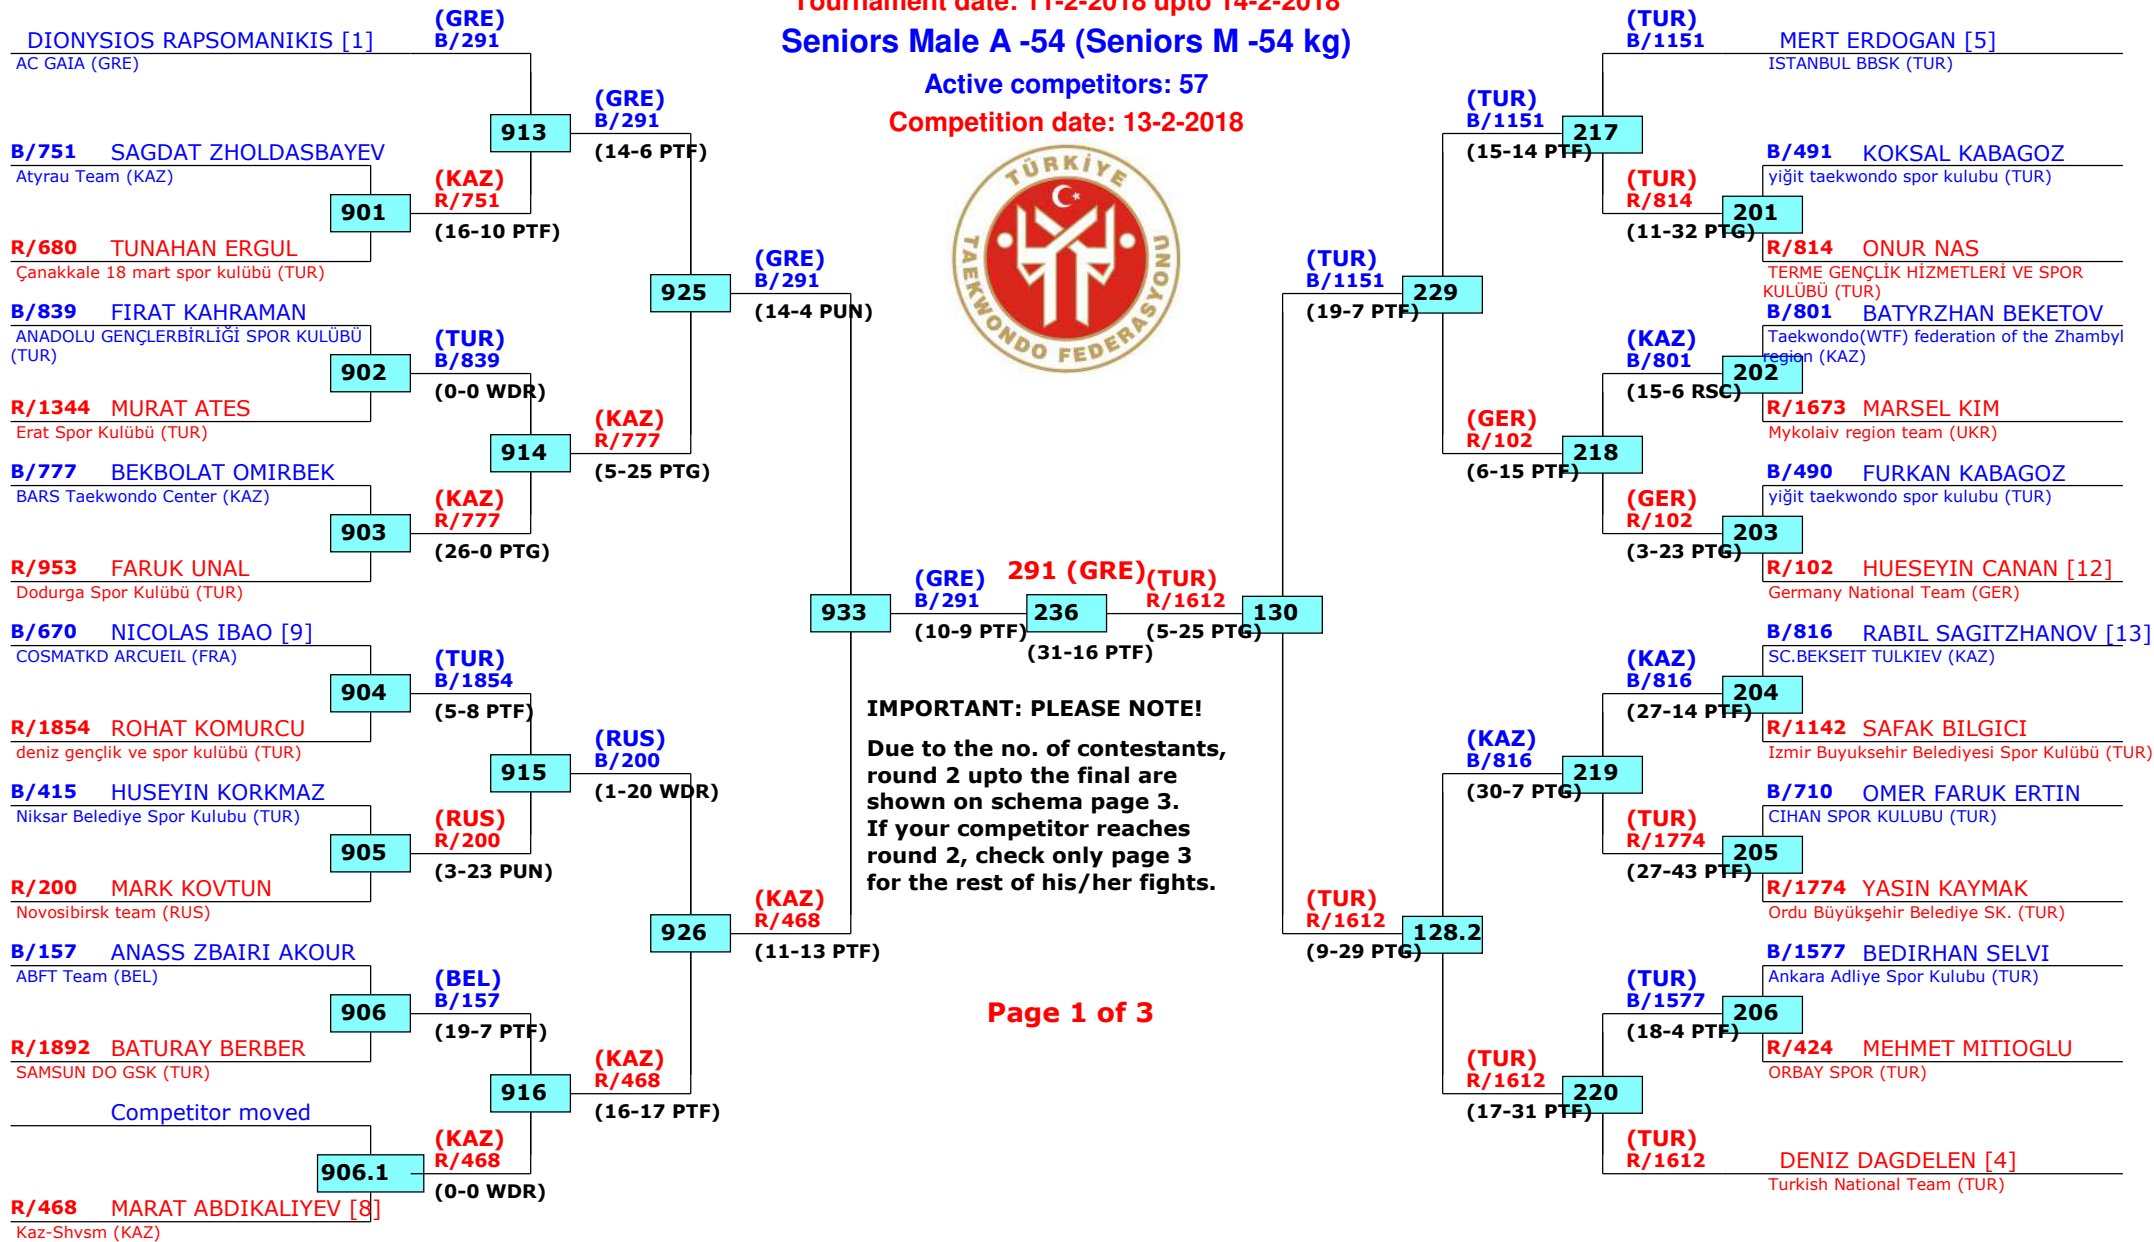 Tournament date: 11-2-2018 upto 14-2-2018
Seniors Male A -54 (Seniors M -54 kg)
Active competitors: 57
Competition date: 13-2-2018
TÜRKİYE
TAEKWONDO FEDERASYONU
DIONYSIOS RAPSOMANIKIS [1]
AC GAIA (GRE)
B/751 SAGDAT ZHOLDASBAYEV
Atyrau Team (KAZ)
R/680 TUNAHAN ERGUL
Çanakkale 18 mart spor kulübü (TUR)
B/839 FIRAT KAHRAMAN
ANADOLU GENÇLERBİRLİĞİ SPOR KULÜBÜ
(TUR)
R/1344 MURAT ATES
Erat Spor Kulübü (TUR)
B/777 BEKBOLAT OMIRBEK
BARS Taekwondo Center (KAZ)
R/953 FARUK UNAL
Dodurga Spor Kulübü (TUR)
B/670 NICOLAS IBAO [9]
COSMATKD ARCUEIL (FRA)
R/1854 ROHAT KOMURCU
deniz gençlik ve spor kulübü (TUR)
B/415 HUSEYIN KORKMAZ
Niksar Belediye Spor Kulubu (TUR)
R/200 MARK KOVTUN
Novosibirsk team (RUS)
B/157 ANASS ZBAIRI AKOUR
ABFT Team (BEL)
R/1892 BATURAY BERBER
SAMSUN DO GSK (TUR)
Competitor moved
R/468 MARAT ABDIKALIYEV [8]
Kaz-Shvsm (KAZ)
901
902
903
904
905
906
906.1
(GRE)
B/291
(KAZ)
R/751
(16-10 PTF)
(TUR)
B/839
(0-0 WDR)
(KAZ)
R/777
(26-0 PTG)
(TUR)
B/1854
(5-8 PTF)
(RUS)
R/200
(3-23 PUN)
(BEL)
B/157
(19-7 PTF)
(KAZ)
R/468
(0-0 WDR)
913
914
915
916
(GRE)
B/291
(14-6 PTF)
(KAZ)
R/777
(5-25 PTG)
(RUS)
B/200
(1-20 WDR)
(KAZ)
R/468
(16-17 PTF)
925
926
(GRE)
B/291
(14-4 PUN)
(KAZ)
R/468
(11-13 PTF)
933
(GRE)
B/291
(10-9 PTF)
291 (GRE)
236
(31-16 PTF)
(TUR)
R/1612
(5-25 PTG)
130
IMPORTANT: PLEASE NOTE!
Due to the no. of contestants,
round 2 upto the final are
shown on schema page 3.
If your competitor reaches
round 2, check only page 3
for the rest of his/her fights.
Page 1 of 3
(TUR)
B/1151
(19-7 PTF)
(TUR)
R/1612
(9-29 PTG)
229
128.2
(TUR)
B/1151
(15-14 PTF)
(GER)
R/102
(6-15 PTF)
(KAZ)
B/816
(30-7 PTG)
(TUR)
R/1612
(17-31 PTF)
217
218
219
220
(TUR)
B/1151
(TUR)
R/814
(11-32 PTG)
(KAZ)
B/801
(15-6 RSC)
(GER)
R/102
(3-23 PTG)
(KAZ)
B/816
(27-14 PTF)
(TUR)
R/1774
(27-43 PTF)
(TUR)
B/1577
(18-4 PTF)
(TUR)
R/1612
201
202
203
204
205
206
MERT ERDOGAN [5]
ISTANBUL BBSK (TUR)
B/491 KOKSAL KABAGOZ
yiğit taekwondo spor kulubu (TUR)
R/814 ONUR NAS
TERME GENÇLİK HİZMETLERİ VE SPOR
KULÜBÜ (TUR)
B/801 BATYRZHAN BEKETOV
Taekwondo(WTF) federation of the Zhambyl
region (KAZ)
R/1673 MARSEL KIM
Mykolaiv region team (UKR)
B/490 FURKAN KABAGOZ
yiğit taekwondo spor kulubu (TUR)
R/102 HUESEYIN CANAN [12]
Germany National Team (GER)
B/816 RABIL SAGITZHANOV [13]
SC.BEKSEIT TULKIEV (KAZ)
R/1142 SAFAK BILGICI
Izmir Buyuksehir Belediyesi Spor Kulübü (TUR)
B/710 OMER FARUK ERTIN
CIHAN SPOR KULUBU (TUR)
R/1774 YASIN KAYMAK
Ordu Büyükşehir Belediye SK. (TUR)
B/1577 BEDIRHAN SELVI
Ankara Adliye Spor Kulubu (TUR)
R/424 MEHMET MITIOGLU
ORBAY SPOR (TUR)
DENIZ DAGDELEN [4]
Turkish National Team (TUR)